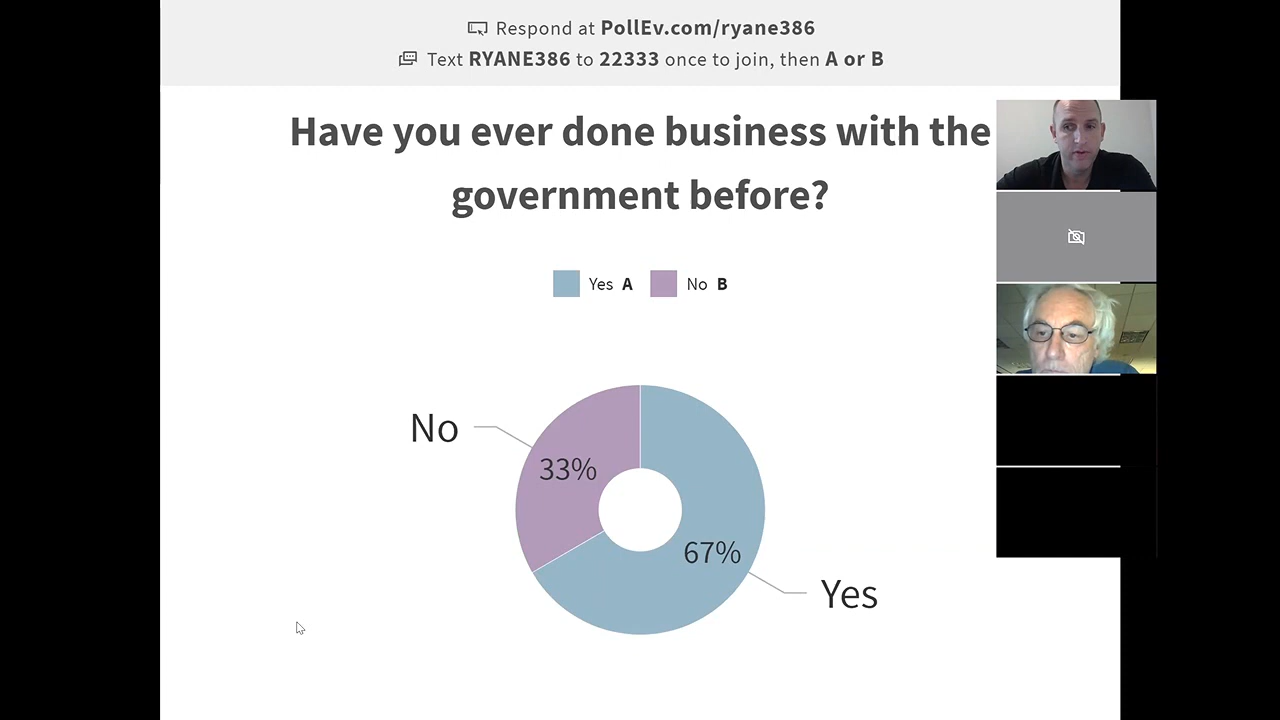 Respond at PollEv.com/ryane386
Text RYANE386 to 22333 once to join, then A or B
Have you ever done business with the
government before?
Yes A No B
No
33%
67%
Yes